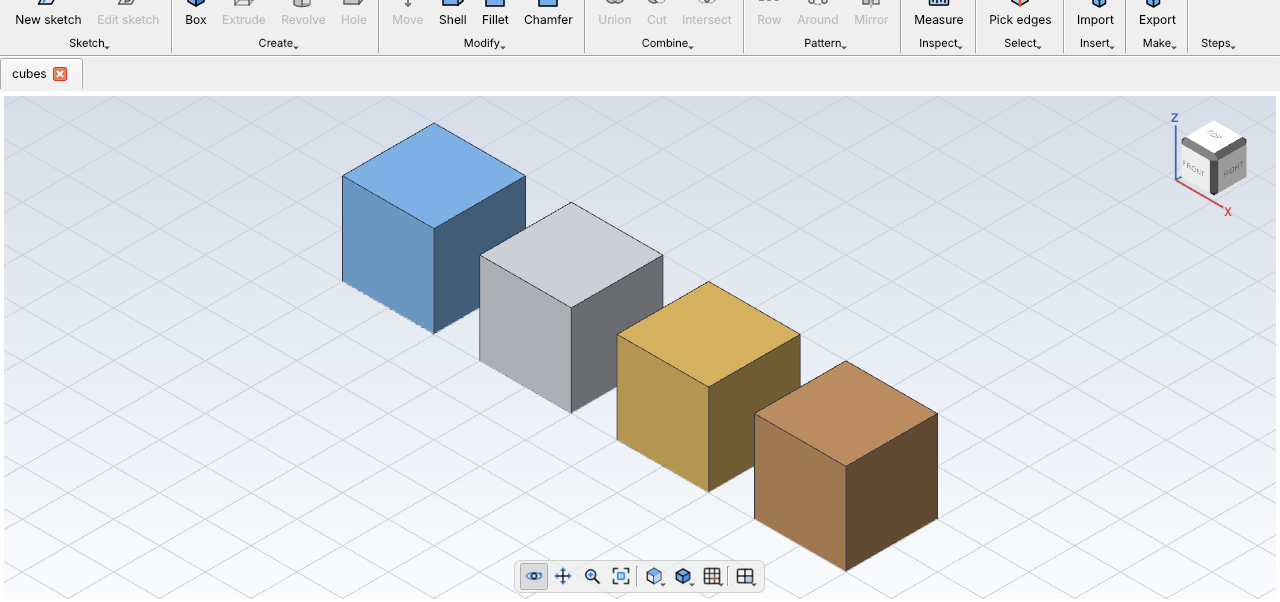 New sketch Edit sketch Box Extrude Revolve Hole Move Shell Fillet Chamfer Union Cut Intersect Row Around Mirror Measure Pick edges Import Export
Sketch Create Modify Combine Pattern Inspect Select Insert Make Steps
cubes
Z
TOP
FRONT RIGHT
X